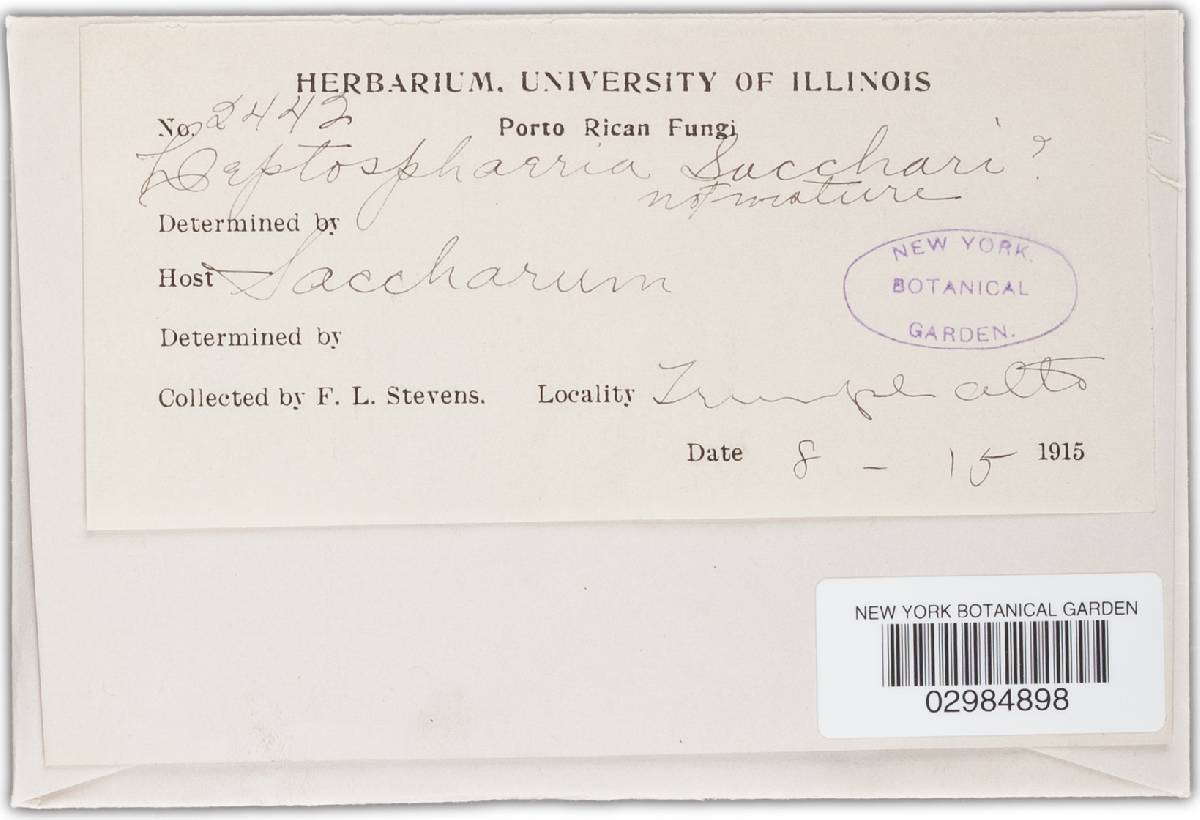 HERBARIUM, UNIVERSITY OF ILLINOIS
No. 2442 Porto Rican Fungi
Leptosphaeria Sacchari ?
not mature
Determined by
Host Saccharum
Determined by
NEW YORK
BOTANICAL
GARDEN.
Collected by F. L. Stevens. Locality alto
Date 8 - 15 1915
NEW YORK BOTANICAL GARDEN
02984898